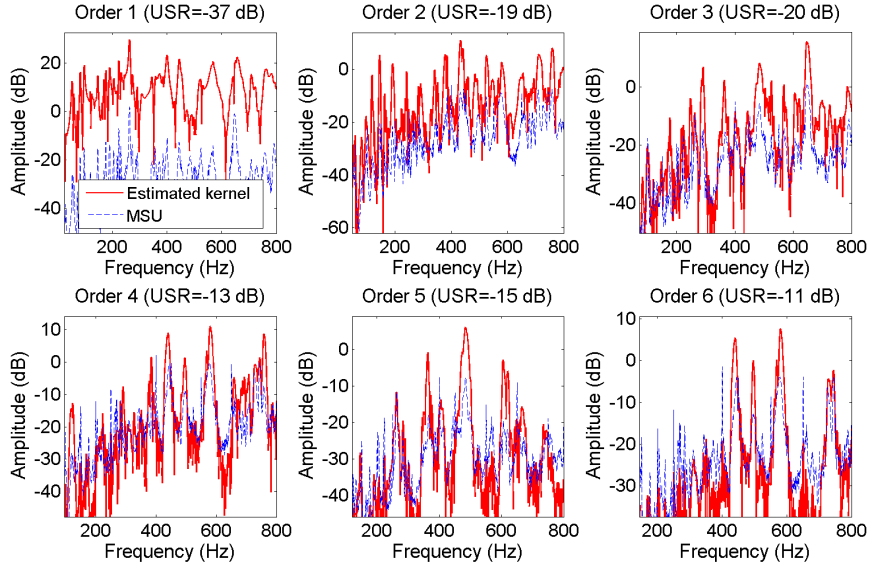 Order 1 (USR=-37 dB)
Order 2 (USR=-19 dB)
Order 3 (USR=-20 dB)
Amplitude (dB)
20
0
-20
-40
Estimated kernel
MSU
200
400
600
800
Frequency (Hz)
Amplitude (dB)
0
-20
-40
-60
200
400
600
800
Frequency (Hz)
Amplitude (dB)
0
-20
-40
200
400
600
800
Frequency (Hz)
Order 4 (USR=-13 dB)
Order 5 (USR=-15 dB)
Order 6 (USR=-11 dB)
Amplitude (dB)
10
0
-10
-20
-30
-40
200
400
600
800
Frequency (Hz)
Amplitude (dB)
0
-10
-20
-30
-40
200
400
600
800
Frequency (Hz)
Amplitude (dB)
10
0
-10
-20
-30
200
400
600
800
Frequency (Hz)